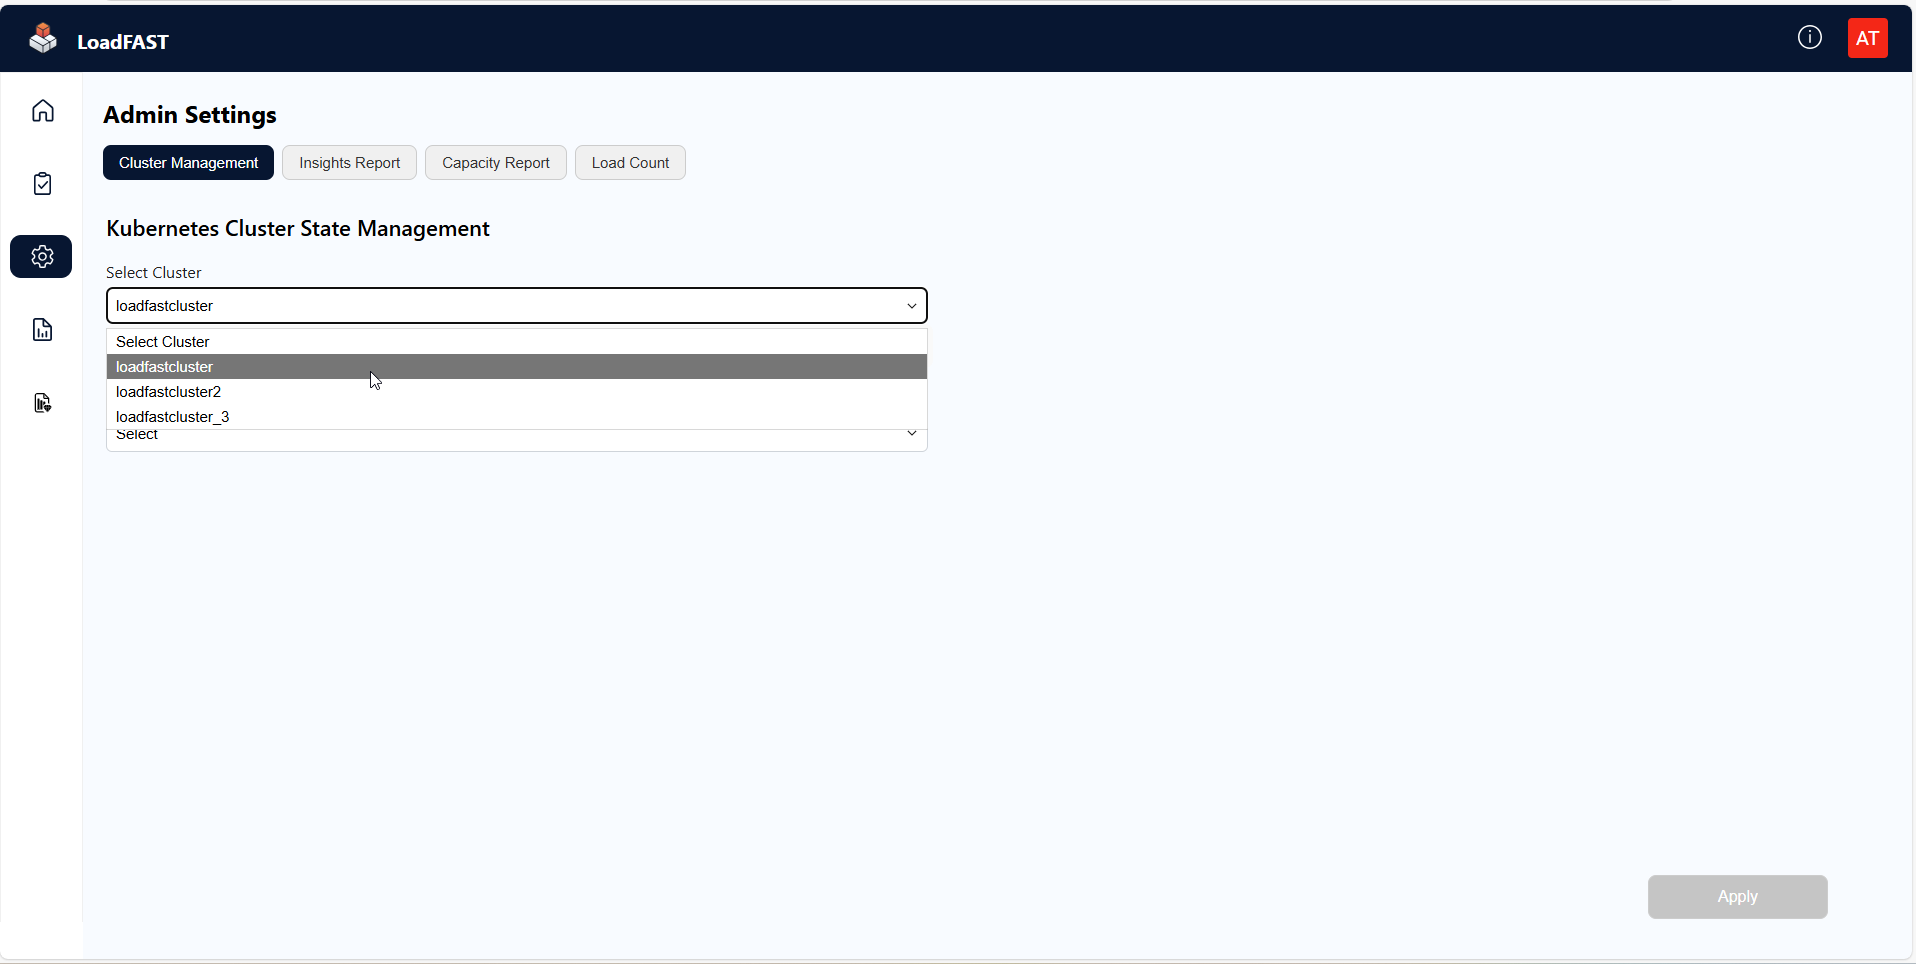 LoadFAST
AT
Admin Settings
Cluster Management
Insights Report
Capacity Report
Load Count
Kubernetes Cluster State Management
Select Cluster
loadfastcluster
Select Cluster
loadfastcluster
loadfastcluster2
loadfastcluster_3
Select
Apply